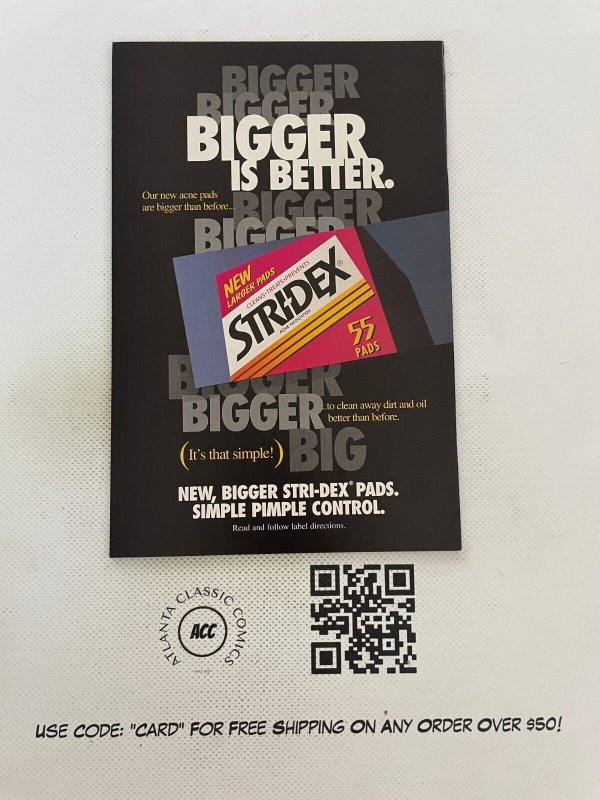 BIGGER
BIGGER
BIGGER
IS BETTER.
Our new acne pads
are bigger than before...
BIGGER
BIGGER
NEW
LARGER PADS
CLEANS•TREATS•PREVENTS
STRI-DEX®
ACNE MEDICATION
55
PADS
BIGGER
BIGGER
..to clean away dirt and oil
better than before.
(It's that simple!)
BIG
NEW, BIGGER STRI-DEX® PADS.
SIMPLE PIMPLE CONTROL.
Read and follow label directions.
ATLANTA CLASSIC COMICS
ACC
USE CODE: "CARD" FOR FREE SHIPPING ON ANY ORDER OVER $50!